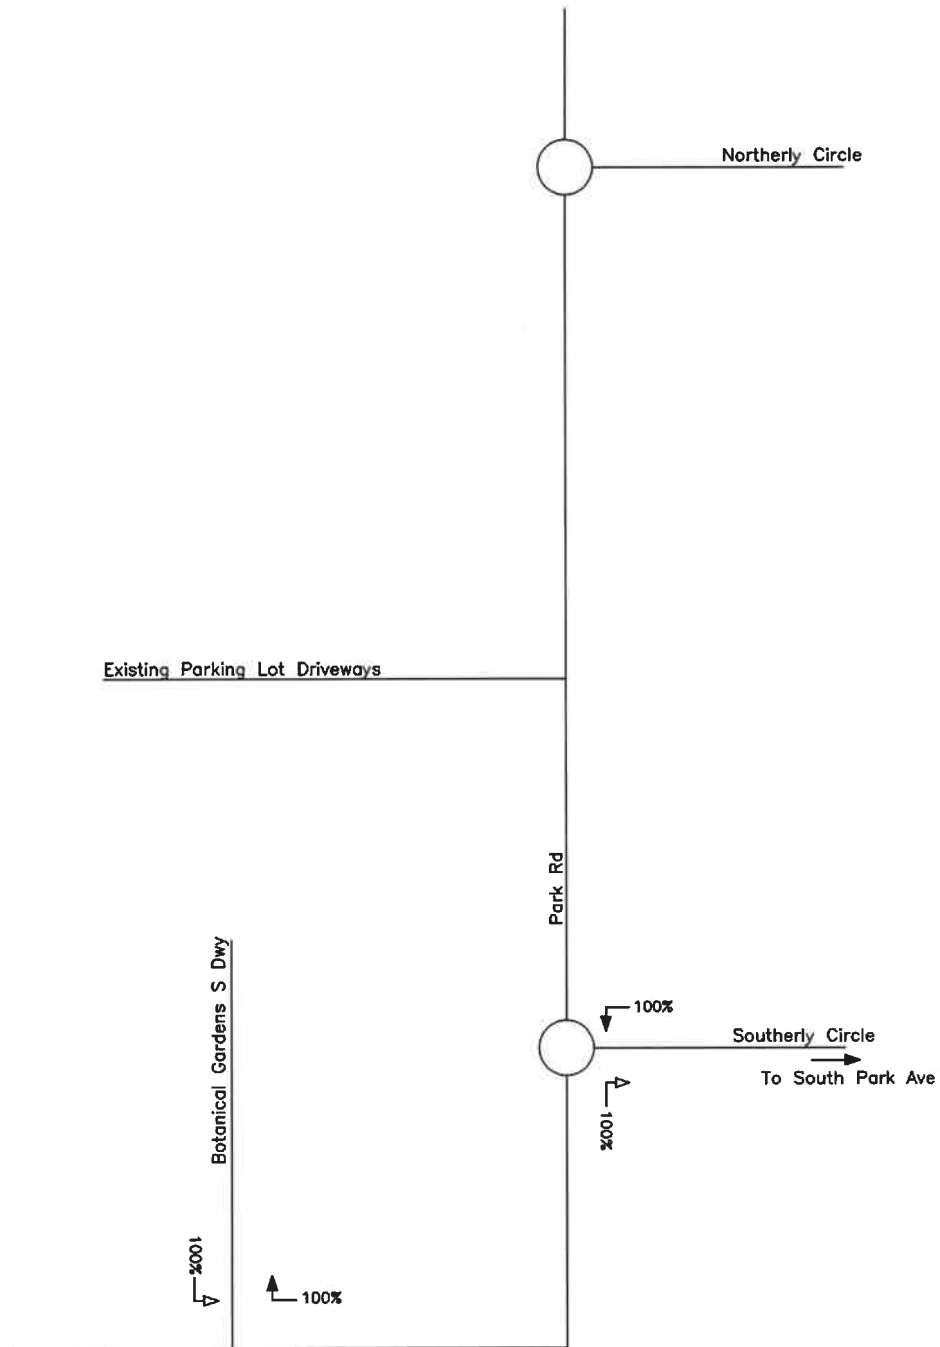 Northerly Circle
Existing Parking Lot Driveways
Park Rd
Botanical Gardens S Dwy
100%
Southerly Circle
To South Park Ave
100%
100%
100%